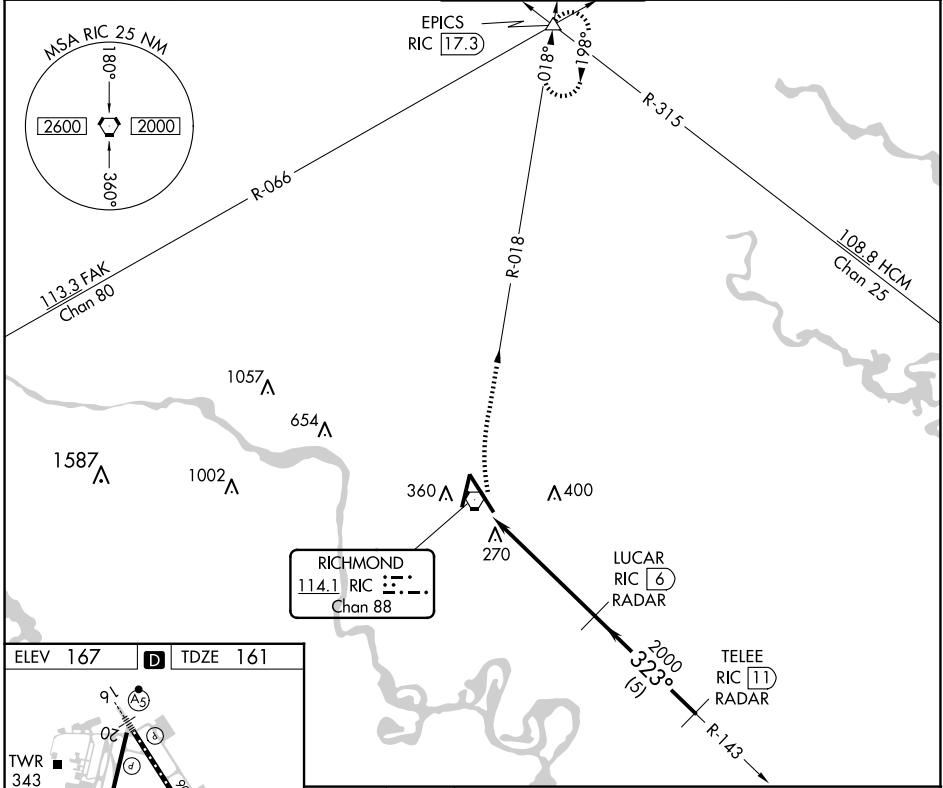 EPICS
RIC 17.3
MSA RIC 25 NM
180°
2600
2000
360°
018°
198°
R-315
R-066
R-018
113.3 FAK
Chan 80
108.8 HCM
Chan 25
1057
654
1587
1002
360
400
270
RICHMOND
114.1 RIC
Chan 88
LUCAR
RIC 6
RADAR
2000
323°
(5)
TELEE
RIC 11
RADAR
R-143
ELEV 167
D
TDZE 161
16
A5
20
P
P
TWR
343